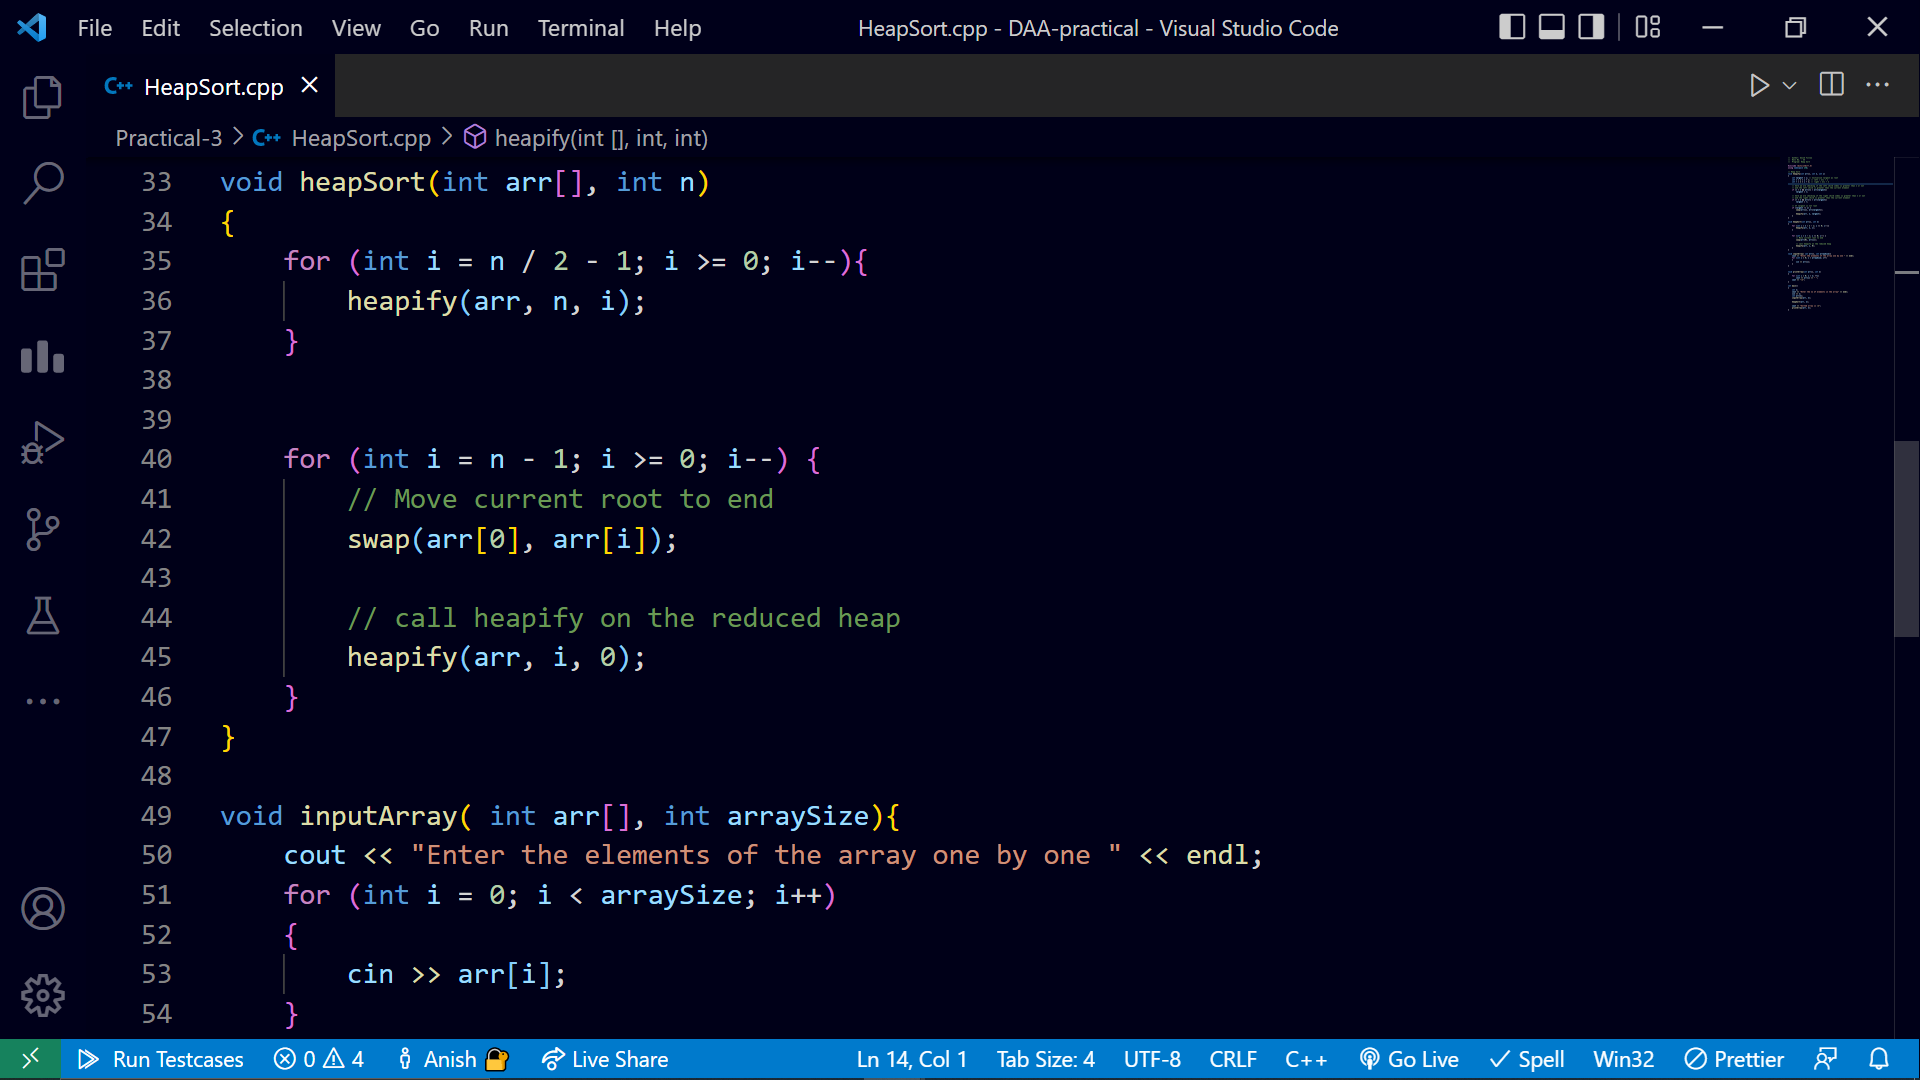 File Edit Selection View Go Run Terminal Help HeapSort.cpp - DAA-practical - Visual Studio Code
C++ HeapSort.cpp
Practical-3 > C++ HeapSort.cpp > heapify(int [], int, int)
33 void heapSort(int arr[], int n)
34 {
35     for (int i = n / 2 - 1; i >= 0; i--){
36         heapify(arr, n, i);
37     }
38
39
40     for (int i = n - 1; i >= 0; i--) {
41         // Move current root to end
42         swap(arr[0], arr[i]);
43
44         // call heapify on the reduced heap
45         heapify(arr, i, 0);
46     }
47 }
48
49 void inputArray( int arr[], int arraySize){
50     cout << "Enter the elements of the array one by one " << endl;
51     for (int i = 0; i < arraySize; i++)
52     {
53         cin >> arr[i];
54     }
Run Testcases 0 4 Anish Live Share Ln 14, Col 1 Tab Size: 4 UTF-8 CRLF C++ Go Live Spell Win32 Prettier